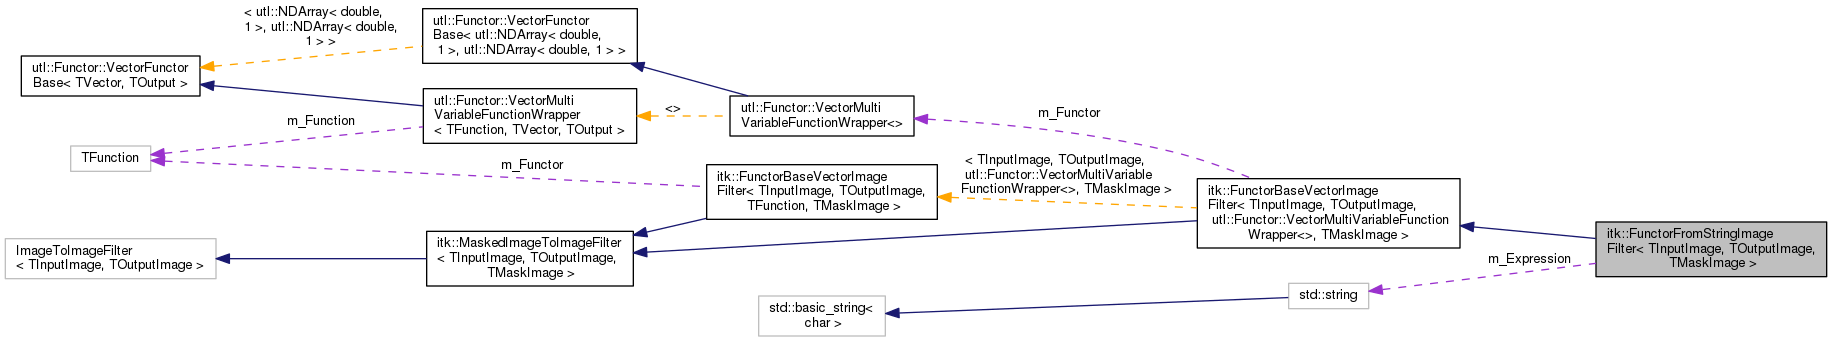 < utl::NDArray< double,
1 >, utl::NDArray< double,
1 > >
utl::Functor::VectorFunctor
Base< TVector, TOutput >
utl::Functor::VectorFunctor
Base< utl::NDArray< double,
1 >, utl::NDArray< double, 1 > >
utl::Functor::VectorMulti
VariableFunctionWrapper
< TFunction, TVector, TOutput >
<>
utl::Functor::VectorMulti
VariableFunctionWrapper<>
m_Function
TFunction
m_Functor
m_Functor
itk::FunctorBaseVectorImage
Filter< TInputImage, TOutputImage,
TFunction, TMaskImage >
< TInputImage, TOutputImage,
utl::Functor::VectorMultiVariable
FunctionWrapper<>, TMaskImage >
itk::FunctorBaseVectorImage
Filter< TInputImage, TOutputImage,
utl::Functor::VectorMultiVariableFunction
Wrapper<>, TMaskImage >
itk::FunctorFromStringImage
Filter< TInputImage, TOutputImage,
TMaskImage >
ImageToImageFilter
< TInputImage, TOutputImage >
itk::MaskedImageToImageFilter
< TInputImage, TOutputImage,
TMaskImage >
m_Expression
std::string
std::basic_string<
char >